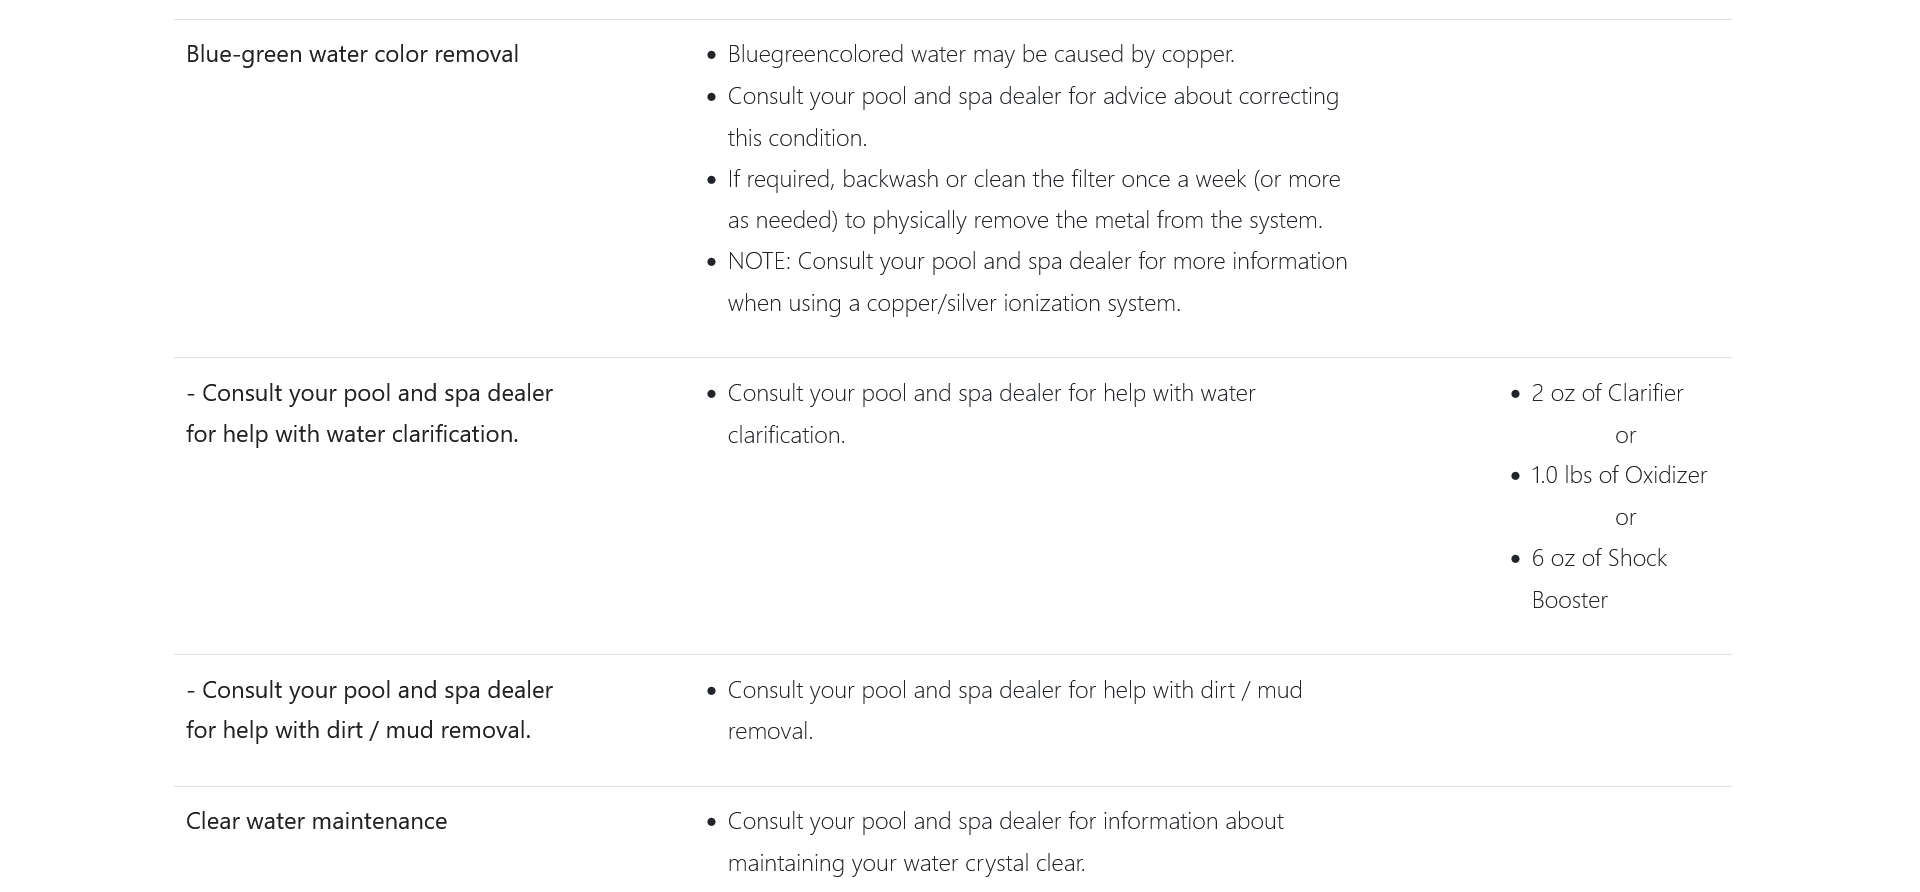 Blue-green water color removal
• Bluegreencolored water may be caused by copper.
• Consult your pool and spa dealer for advice about correcting
this condition.
• If required, backwash or clean the filter once a week (or more
as needed) to physically remove the metal from the system.
• NOTE: Consult your pool and spa dealer for more information
when using a copper/silver ionization system.
- Consult your pool and spa dealer
for help with water clarification.
• Consult your pool and spa dealer for help with water
clarification.
• 2 oz of Clarifier
or
• 1.0 lbs of Oxidizer
or
• 6 oz of Shock
Booster
- Consult your pool and spa dealer
for help with dirt / mud removal.
• Consult your pool and spa dealer for help with dirt / mud
removal.
Clear water maintenance
• Consult your pool and spa dealer for information about
maintaining your water crystal clear.